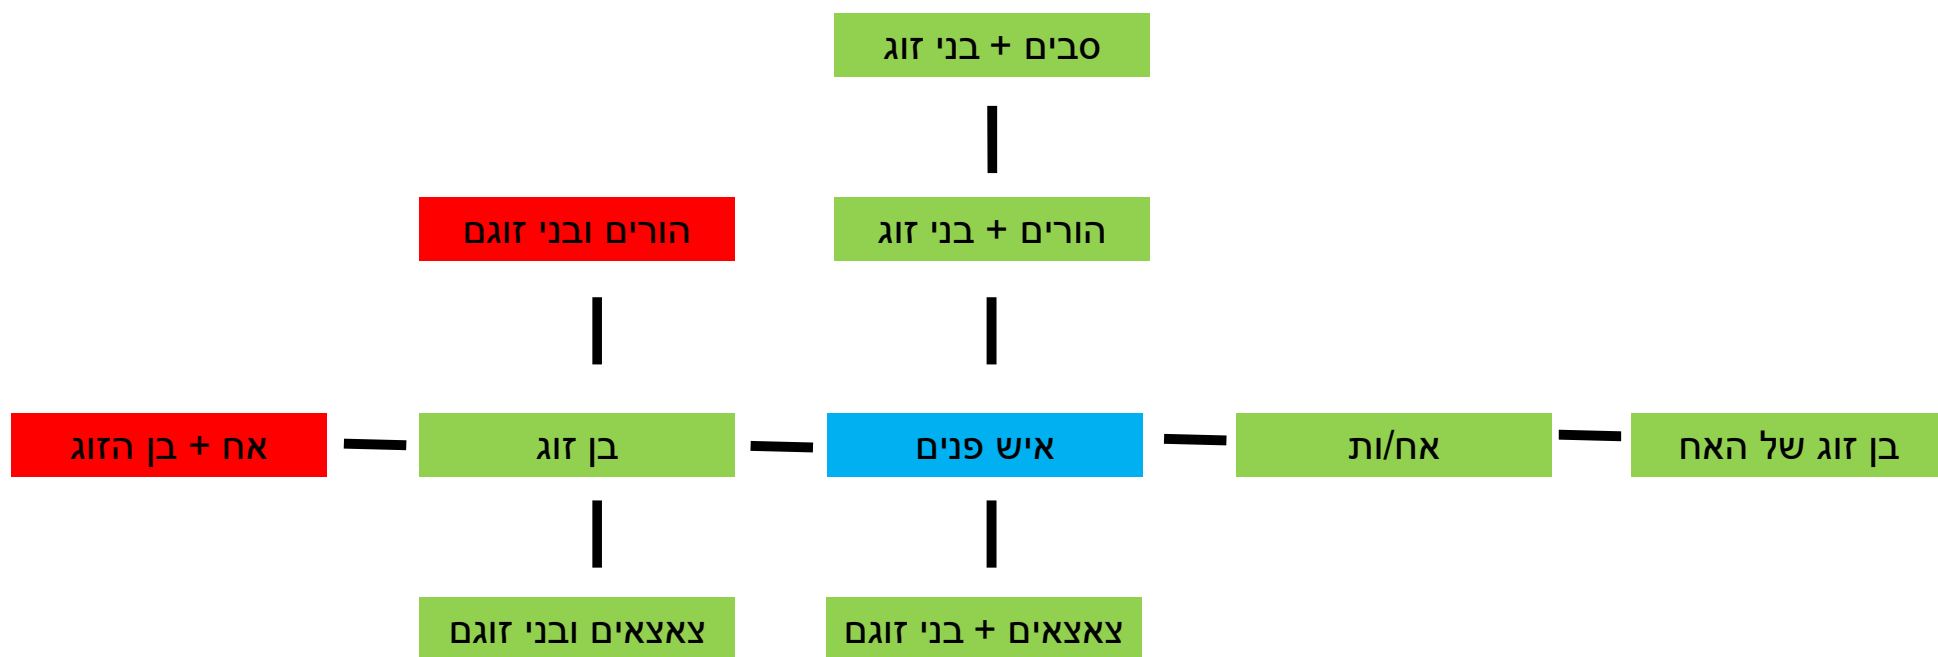 סבים + בני זוג
הורים + בני זוג
הורים ובני זוגם
בן זוג של האח
אח/ות
איש פנים
בן זוג
אח + בן הזוג
צאצאים + בני זוגם
צאצאים ובני זוגם